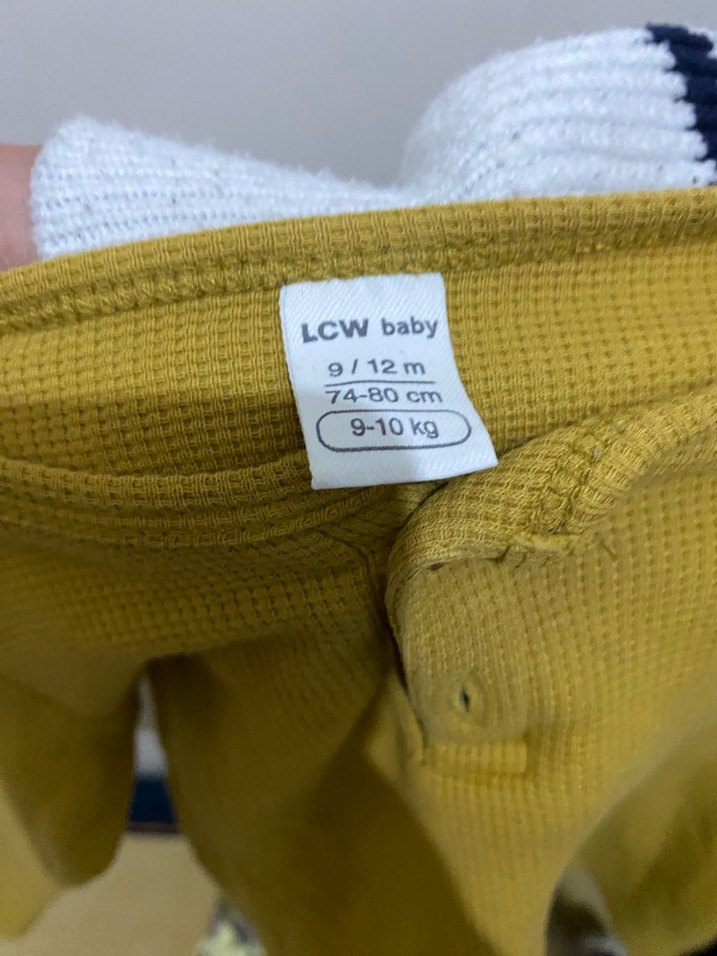 LCW baby
9 / 12 m
74-80 cm
9-10 kg